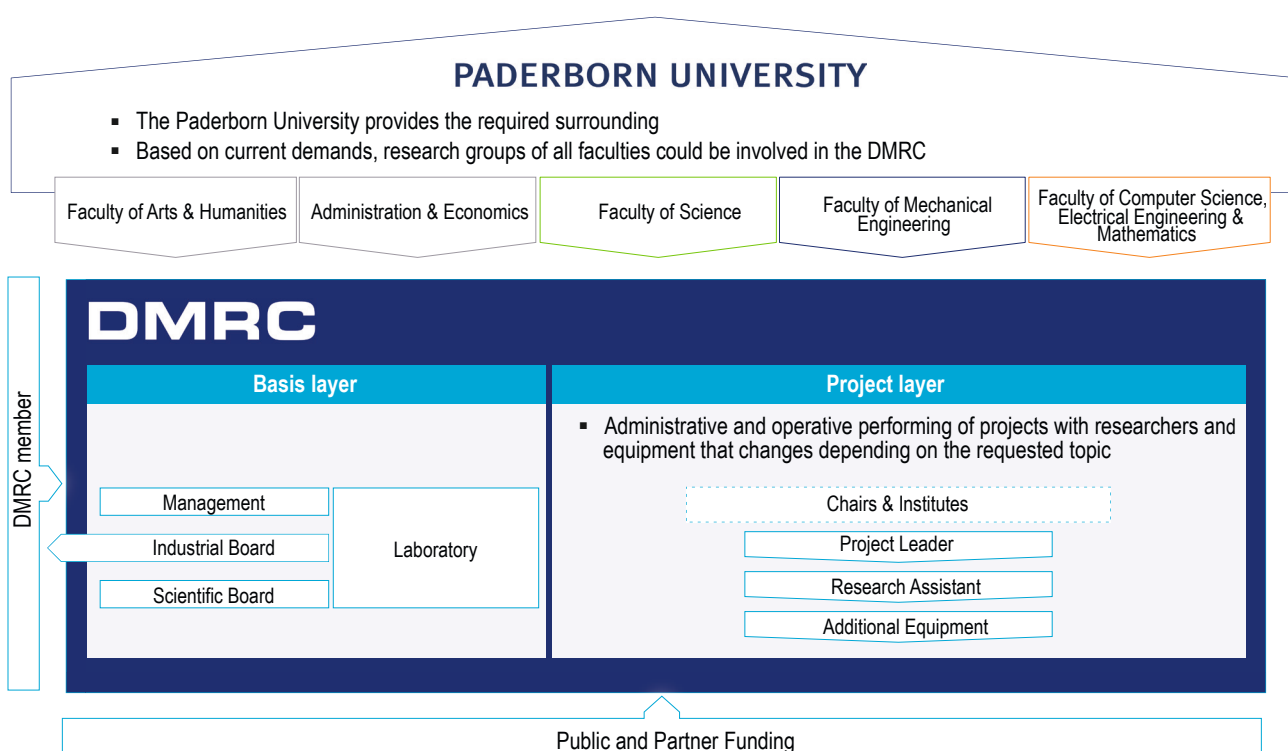 PADERBORN UNIVERSITY
▪ The Paderborn University provides the required surrounding
▪ Based on current demands, research groups of all faculties could be involved in the DMRC
Faculty of Arts & Humanities
Administration & Economics
Faculty of Science
Faculty of Mechanical
Engineering
Faculty of Computer Science,
Electrical Engineering &
Mathematics
DMRC member
DMRC
Basis layer
Management
Industrial Board
Scientific Board
Laboratory
Project layer
▪ Administrative and operative performing of projects with researchers and
equipment that changes depending on the requested topic
Chairs & Institutes
Project Leader
Research Assistant
Additional Equipment
Public and Partner Funding